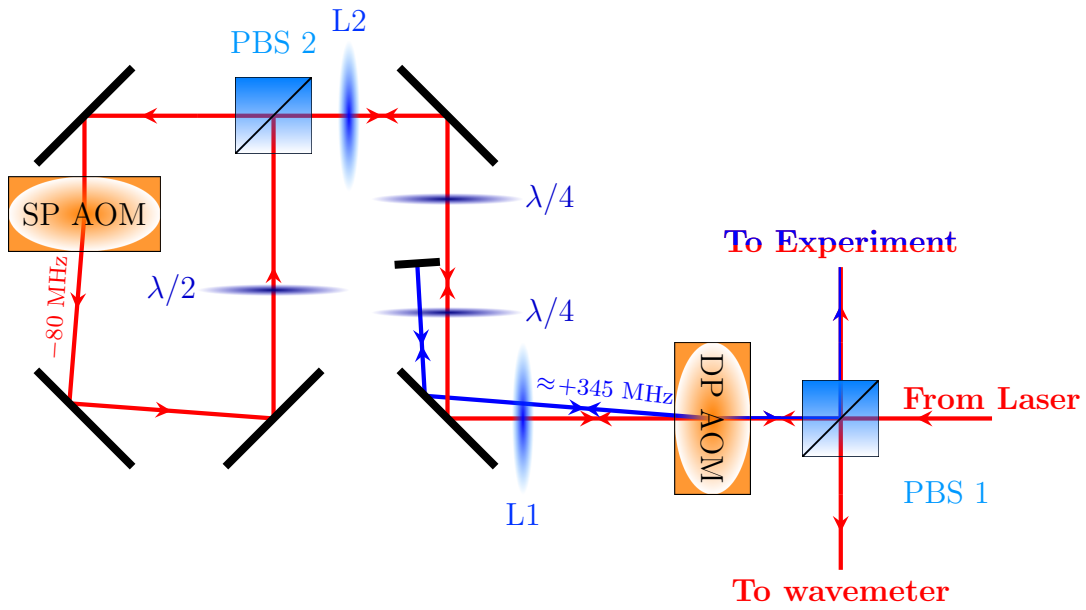 L2
PBS 2
λ/4
SP AOM
To Experiment
−80 MHz
λ/2
λ/4
DP AOM
≈+345 MHz
From Laser
PBS 1
L1
To wavemeter